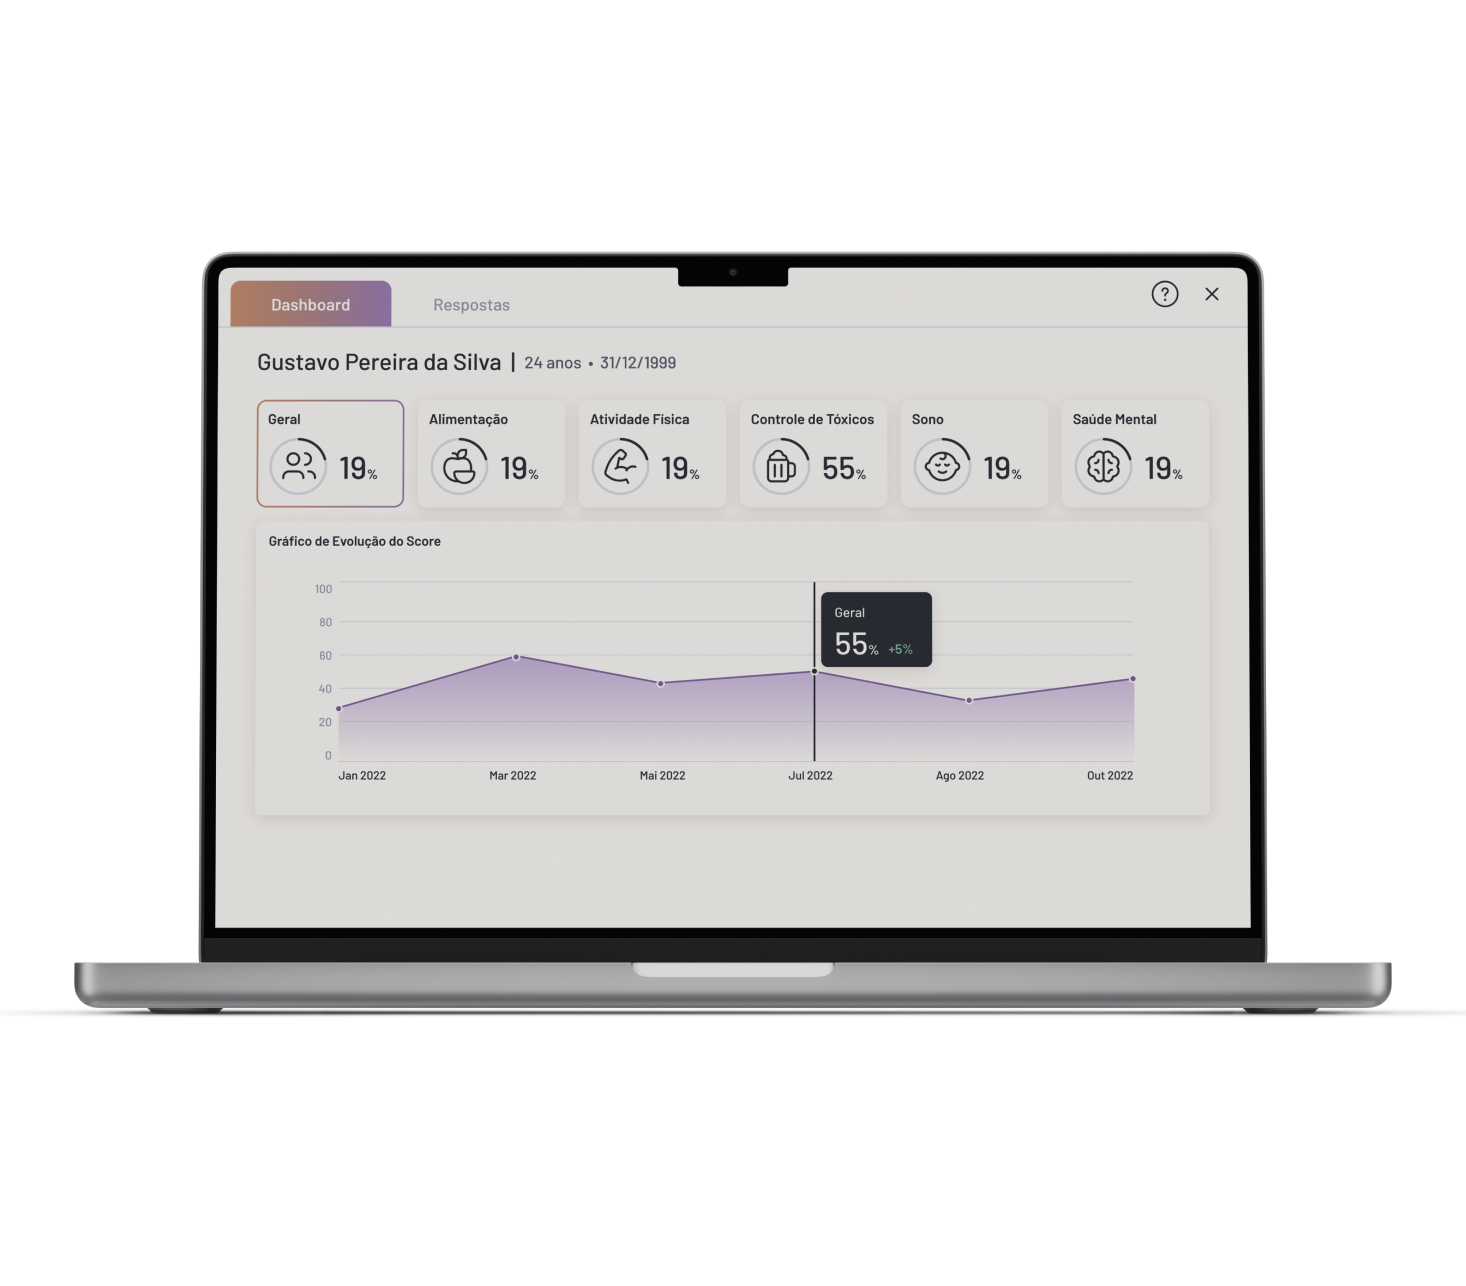 Dashboard
Respostas
?
Gustavo Pereira da Silva | 24 anos • 31/12/1999
Geral
19%
Alimentação
19%
Atividade Física
19%
Controle de Tóxicos
55%
Sono
19%
Saúde Mental
19%
Gráfico de Evolução do Score
100
80
60
40
20
0
Geral
55% +5%
Jan 2022
Mar 2022
Mai 2022
Jul 2022
Ago 2022
Out 2022